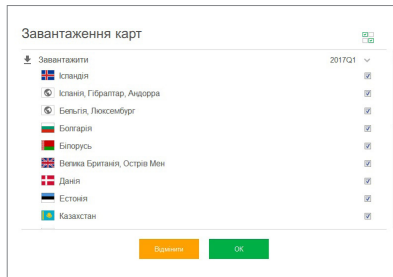 Завантаження карт
Завантажити 2017Q1
Ісландія
Іспанія, Гібралтар, Андорра
Бельгія, Люксембург
Болгарія
Білорусь
Велика Британія, Острів Мен
Данія
Естонія
Казахстан
Відмінити OK